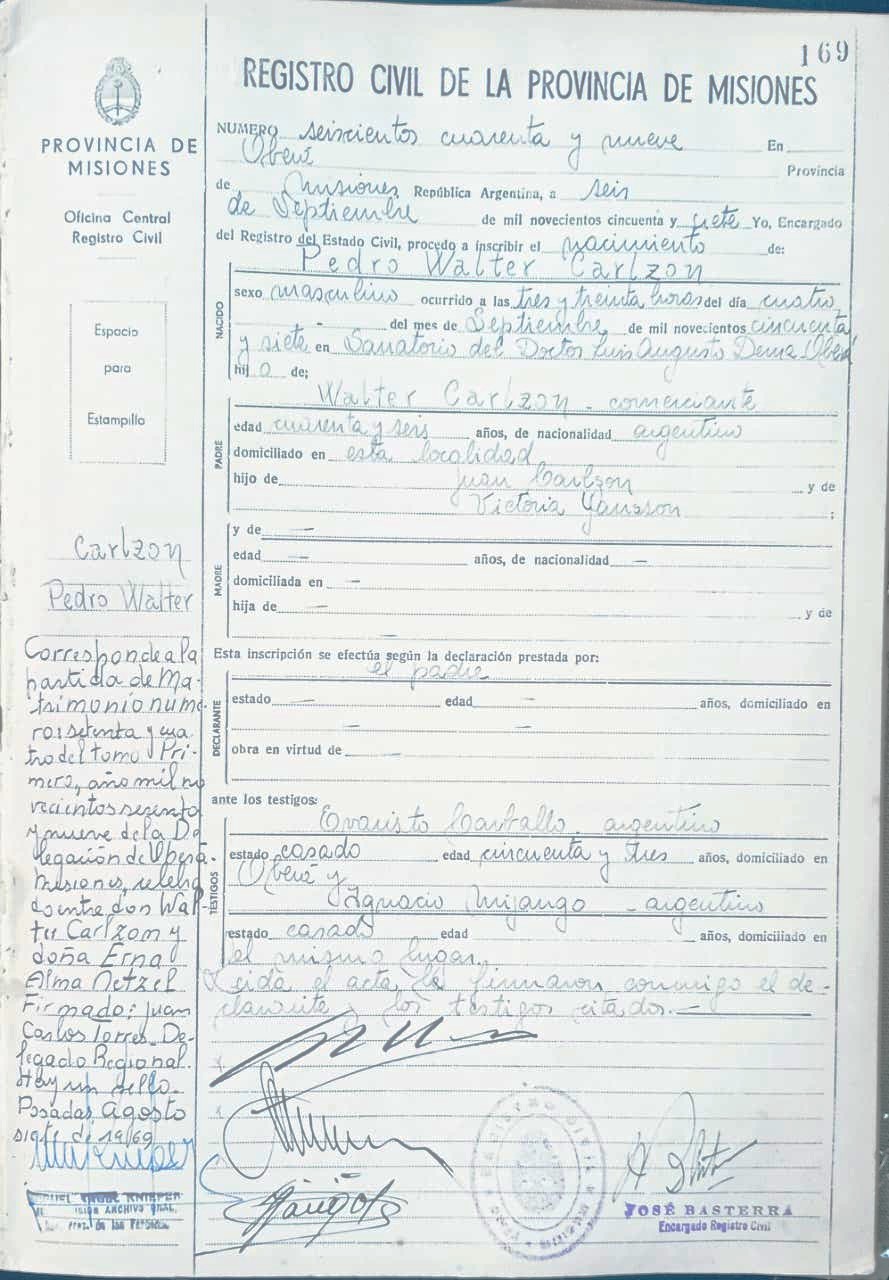 169
REGISTRO CIVIL DE LA PROVINCIA DE MISIONES
PROVINCIA DE
MISIONES
Oficina Central
Registro Civil
Espacio
para
Estampillo
NUMERO seiscientos cuarenta y nueve En
Oberá Provincia
de Misiones República Argentina, a seis
de Septiembre de mil novecientos cincuenta y siete Yo, Encargado
del Registro del Estado Civil, procedo a inscribir el nacimiento de:
Pedro Walter Carlzon
NACIDO
sexo masculino ocurrido a las tres y treinta horas del día cuatro,
- del mes de Septiembre de mil novecientos cincuenta
y siete en Sanatorio del Doctor Luis Augusto Derna Oberá
hijo de;
Walter Carlzon - comerciante
PADRE
edad cuarenta y seis años, de nacionalidad argentino
domiciliado en esta localidad
hijo de Juan Carlzon y de
Victoria Yansson ;
MADRE
y de —
edad — años, de nacionalidad —
domiciliada en —
hija de — y de
—
Esta inscripción se efectúa según la declaración prestada por:
el padre
DECLARANTE
estado — edad — años, domiciliado en
— —
obra en virtud de —
ante los testigos:
TESTIGOS
Evaristo Carballo - argentino
estado casado edad cincuenta y tres años, domiciliado en
Oberá y
Ignacio Mijango - argentino
estado casado edad años, domiciliado en
el mismo lugar.
Leida el acta, la firmaron conmigo el de-
clarante y los testigos citados.—
Carlzon
Pedro Walter
Corresponde a la
partida de Ma-
trimonio nume-
ro: setenta y cua-
tro del tomo Pri-
mero, año mil no
vecientos sesenta
y nueve de la De
legación de Oberá-
Misiones, celebra
do entre don Wal-
ter Carlzon y
doña Erna
Alma Netzel
Firmado: Juan
Carlos Torres - De-
legado Regional.
Hay un sello.
Posadas, Agosto
siete de 1969
JOSÉ BASTERRA
Encargado Registro Civil
REGISTRO CIVIL
ARCHIVO GRAL.